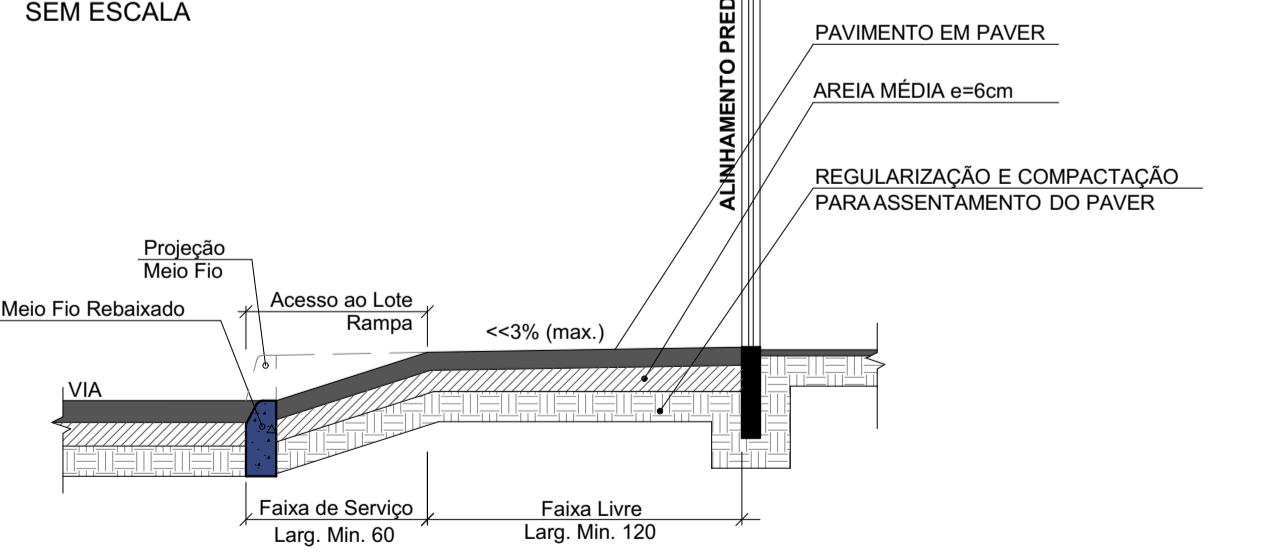 SEM ESCALA
ALINHAMENTO
PAVIMENTO EM PAVER
AREIA MÉDIA e=6cm
REGULARIZAÇÃO E COMPACTAÇÃO
PARA ASSENTAMENTO DO PAVER
Projeção
Meio Fio
Meio Fio Rebaixado
Acesso ao Lote
Rampa
<<3% (max.)
VIA
Faixa de Serviço
Larg. Min. 60
Faixa Livre
Larg. Min. 120